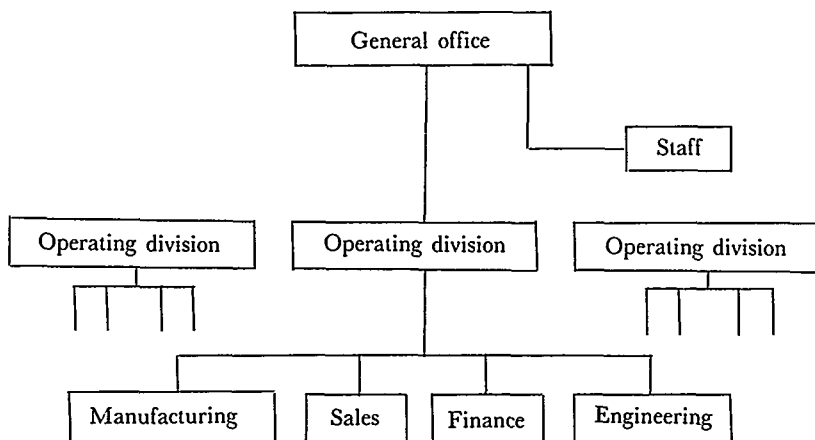 General office
Staff
Operating division
Operating division
Operating division
Manufacturing
Sales
Finance
Engineering